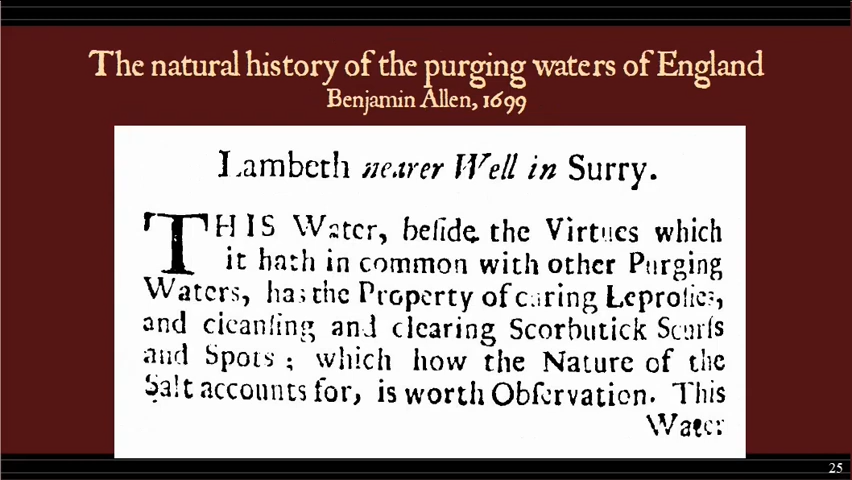 The natural history of the purging waters of England
Benjamin Allen, 1699
Lambeth nearer Well in Surry.
THIS Water, beſide the Virtues which
it hath in common with other Purging
Waters, has the Property of curing Leproſies,
and cleanſing and clearing Scorbutick Scurfs
and Spots ; which how the Nature of the
Salt accounts for, is worth Obſervation. This
Water
25